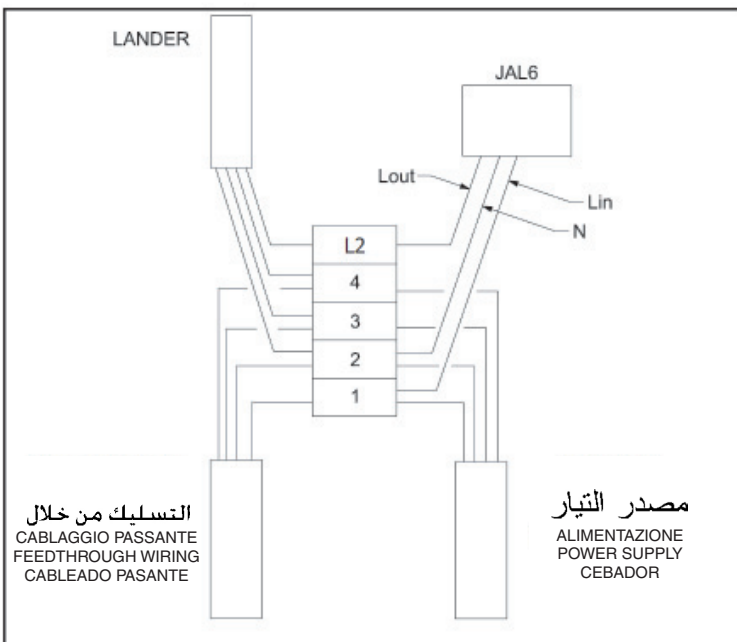 LANDER
JAL6
Lout
Lin
N
L2
4
3
2
1
التسليك من خلال
CABLAGGIO PASSANTE
FEEDTHROUGH WIRING
CABLEADO PASANTE
مصدر التيار
ALIMENTAZIONE
POWER SUPPLY
CEBADOR